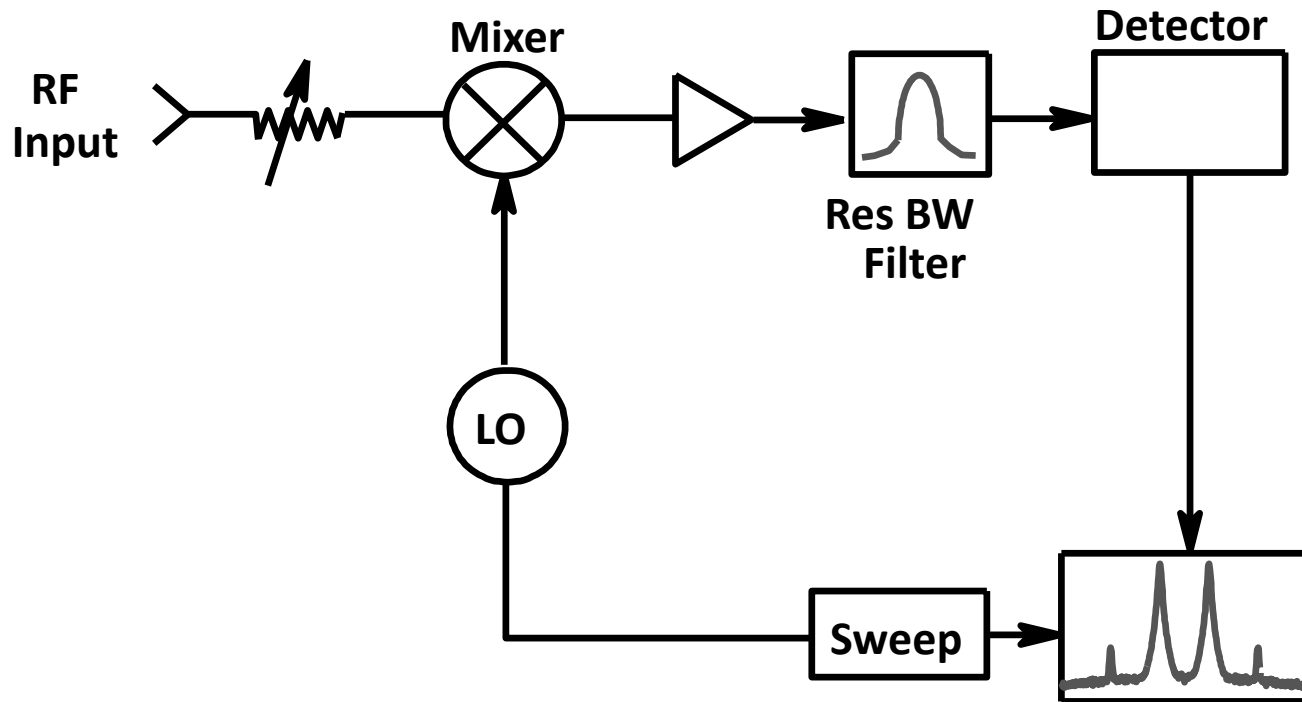 Mixer
Detector
RF
Input
Res BW
Filter
LO
Sweep